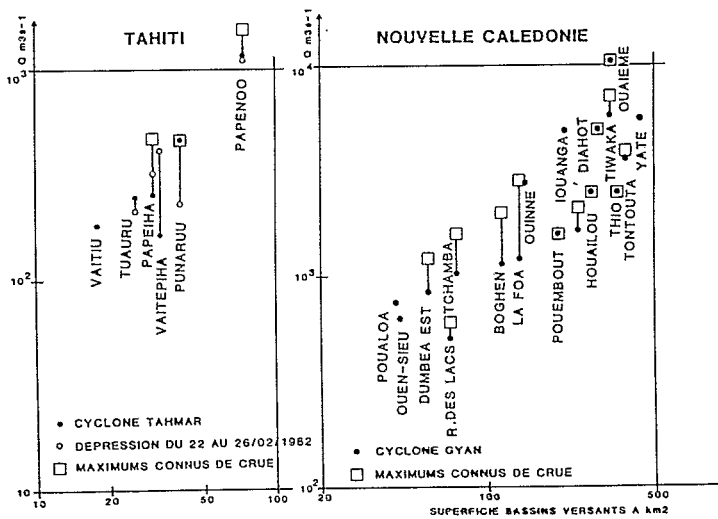 Q m3s-1
TAHITI
10³
PAPENOO
VAITIU
TUAURU
PAPEIHA
VAITEPIHA
PUNARUU
10²
• CYCLONE TAHMAR
○ DEPRESSION DU 22 AU 26/02/1982
□ MAXIMUMS CONNUS DE CRUE
10
10 20 50 100
Q m3s-1
NOUVELLE CALEDONIE
10⁴
POUALOA
OUEN-SIEU
DUMBEA EST
R.DES LACS
TCHAMBA
BOGHEN
LA FOA
OUINNE
POUEMBOUT
IOUANGA
HOUAILOU
DIAHOT
THIO
TIWAKA
OUAIEME
TONTOUTA
YATE
10³
• CYCLONE GYAN
□ MAXIMUMS CONNUS DE CRUE
10²
20 100 500
SUPERFICIE BASSINS VERSANTS A km2